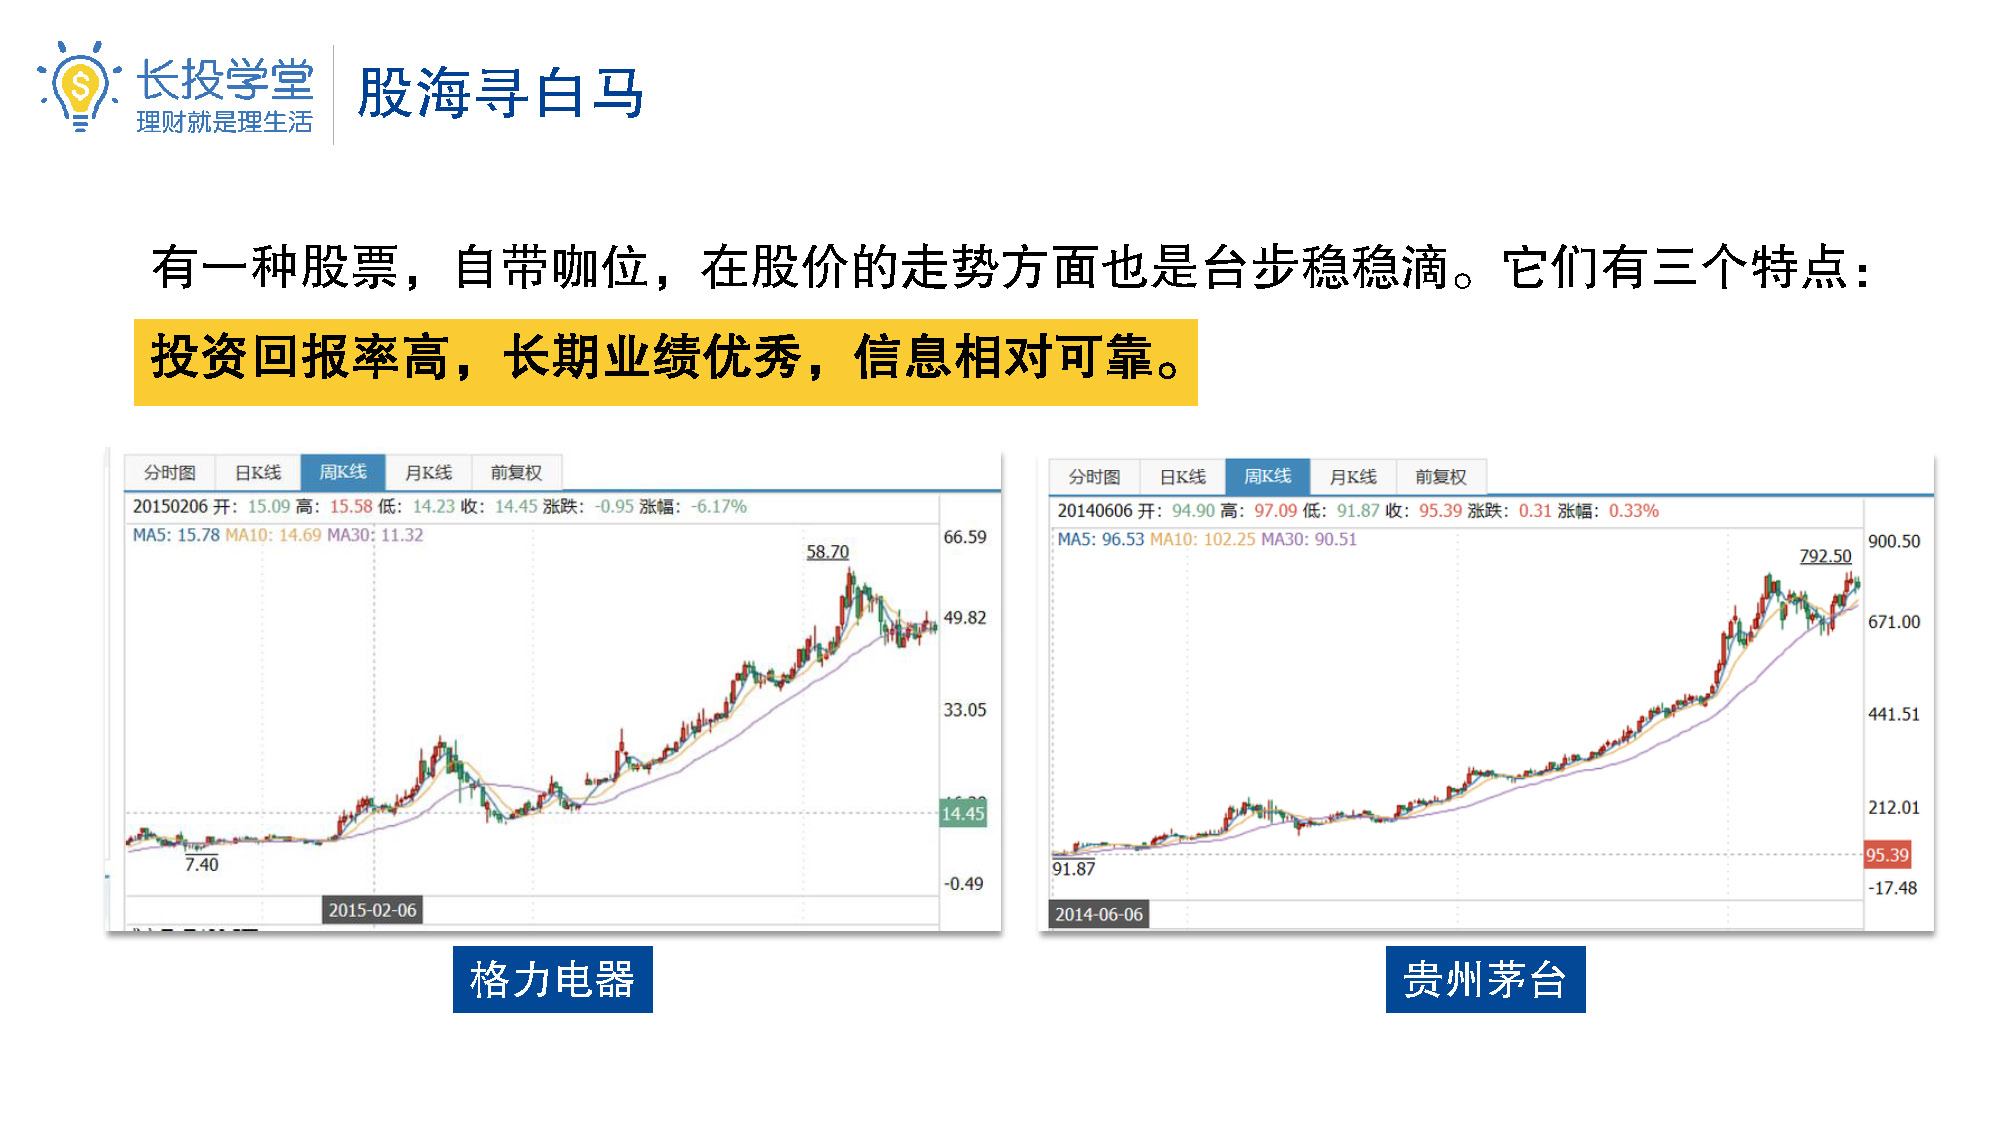 长投学堂
理财就是理生活
股海寻白马
有一种股票，自带咖位，在股价的走势方面也是台步稳稳滴。它们有三个特点：
投资回报率高，长期业绩优秀，信息相对可靠。
分时图 日K线 周K线 月K线 前复权
20150206 开: 15.09 高: 15.58 低: 14.23 收: 14.45 涨跌: -0.95 涨幅: -6.17%
MA5: 15.78 MA10: 14.69 MA30: 11.32
66.59
58.70
49.82
33.05
14.45
7.40
-0.49
2015-02-06
格力电器
分时图 日K线 周K线 月K线 前复权
20140606 开: 94.90 高: 97.09 低: 91.87 收: 95.39 涨跌: 0.31 涨幅: 0.33%
MA5: 96.53 MA10: 102.25 MA30: 90.51
900.50
792.50
671.00
441.51
212.01
95.39
91.87
-17.48
2014-06-06
贵州茅台